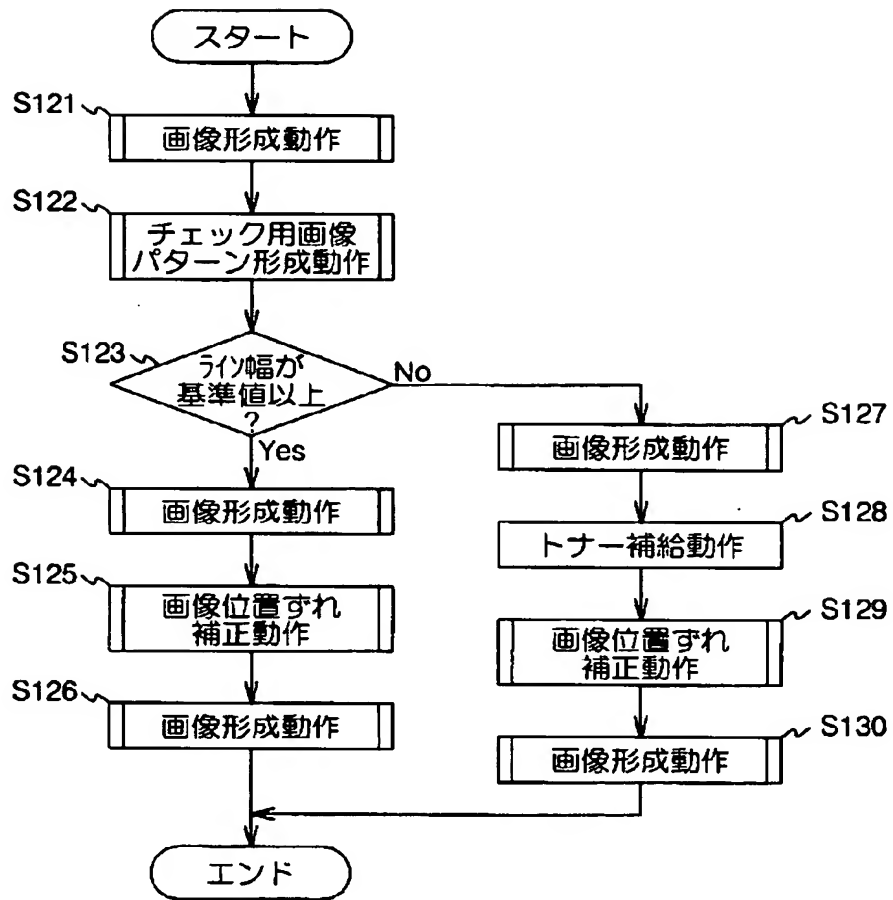 スタート
S121
画像形成動作
S122
チェック用画像
パターン形成動作
S123
ライン幅が
基準値以上
?
No
Yes
S124
画像形成動作
S125
画像位置ずれ
補正動作
S126
画像形成動作
S127
画像形成動作
S128
トナー補給動作
S129
画像位置ずれ
補正動作
S130
画像形成動作
エンド